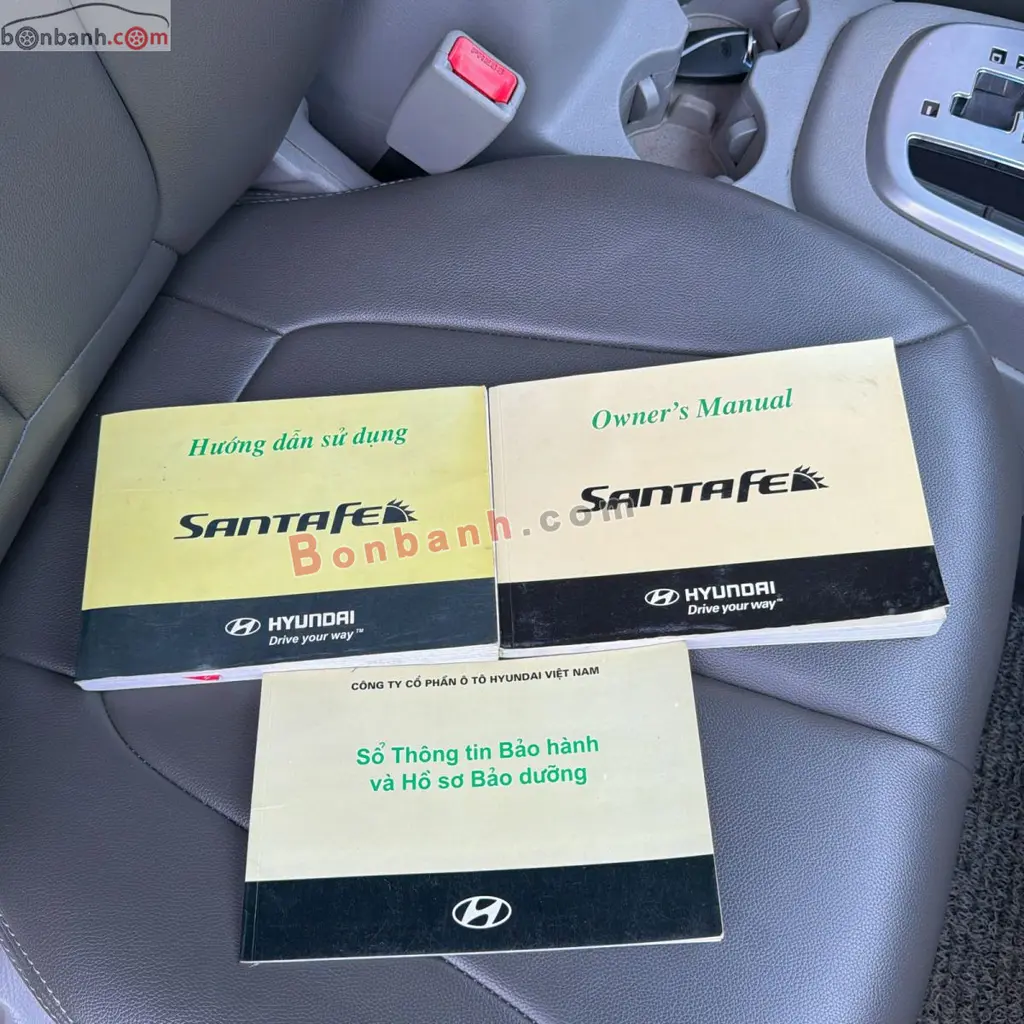 bonbanh.com
PRESS
Hướng dẫn sử dụng
SANTAFE
HYUNDAI
Drive your way™
Owner's Manual
SANTAFE
HYUNDAI
Drive your way™
Bonbanh.com
CÔNG TY CỔ PHẦN Ô TÔ HYUNDAI VIỆT NAM
Sổ Thông tin Bảo hành
và Hồ sơ Bảo dưỡng